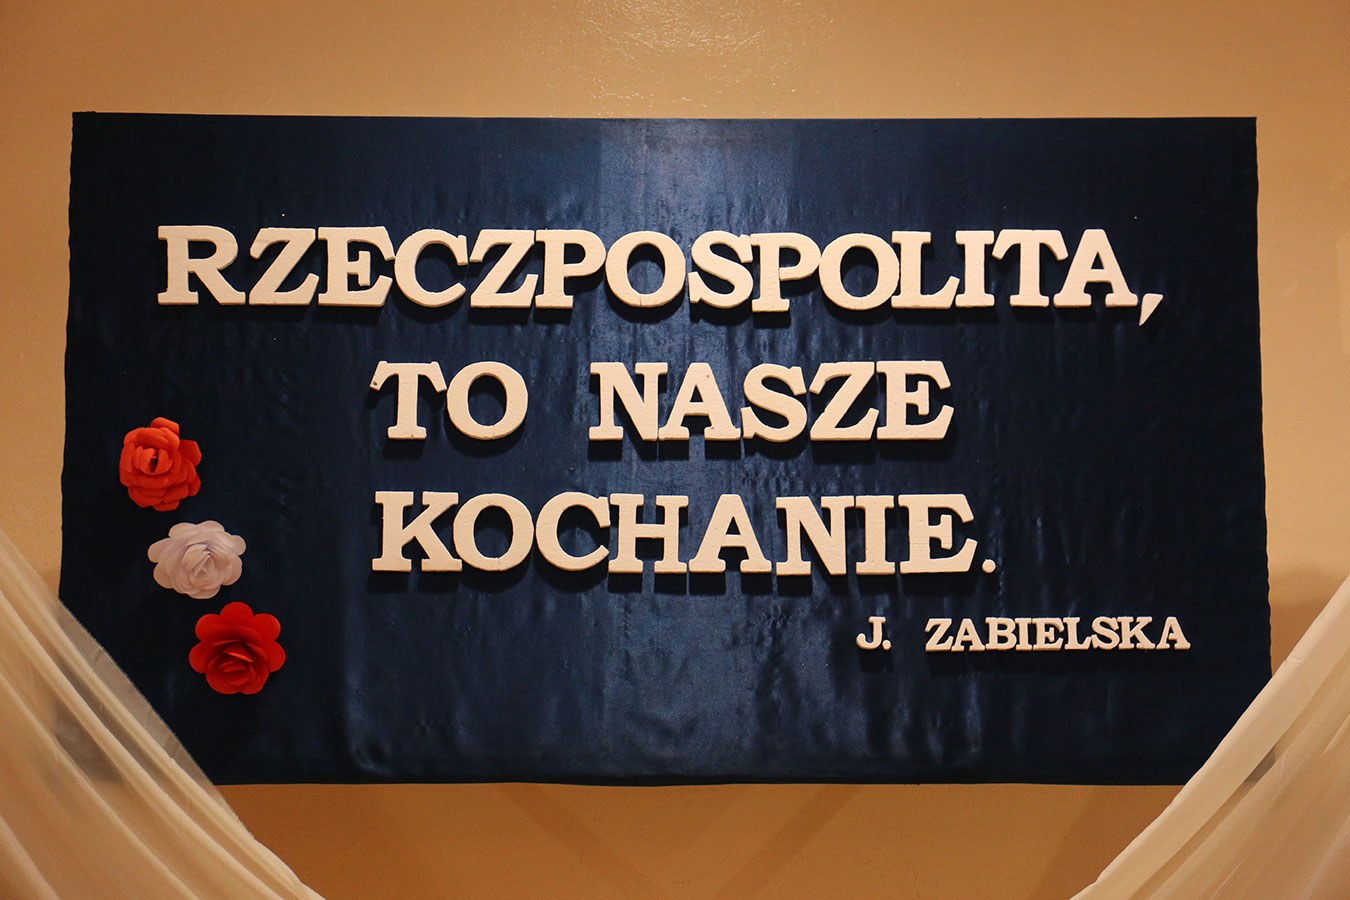 RZECZPOSPOLITA,
TO NASZE
KOCHANIE.
J. ZABIELSKA